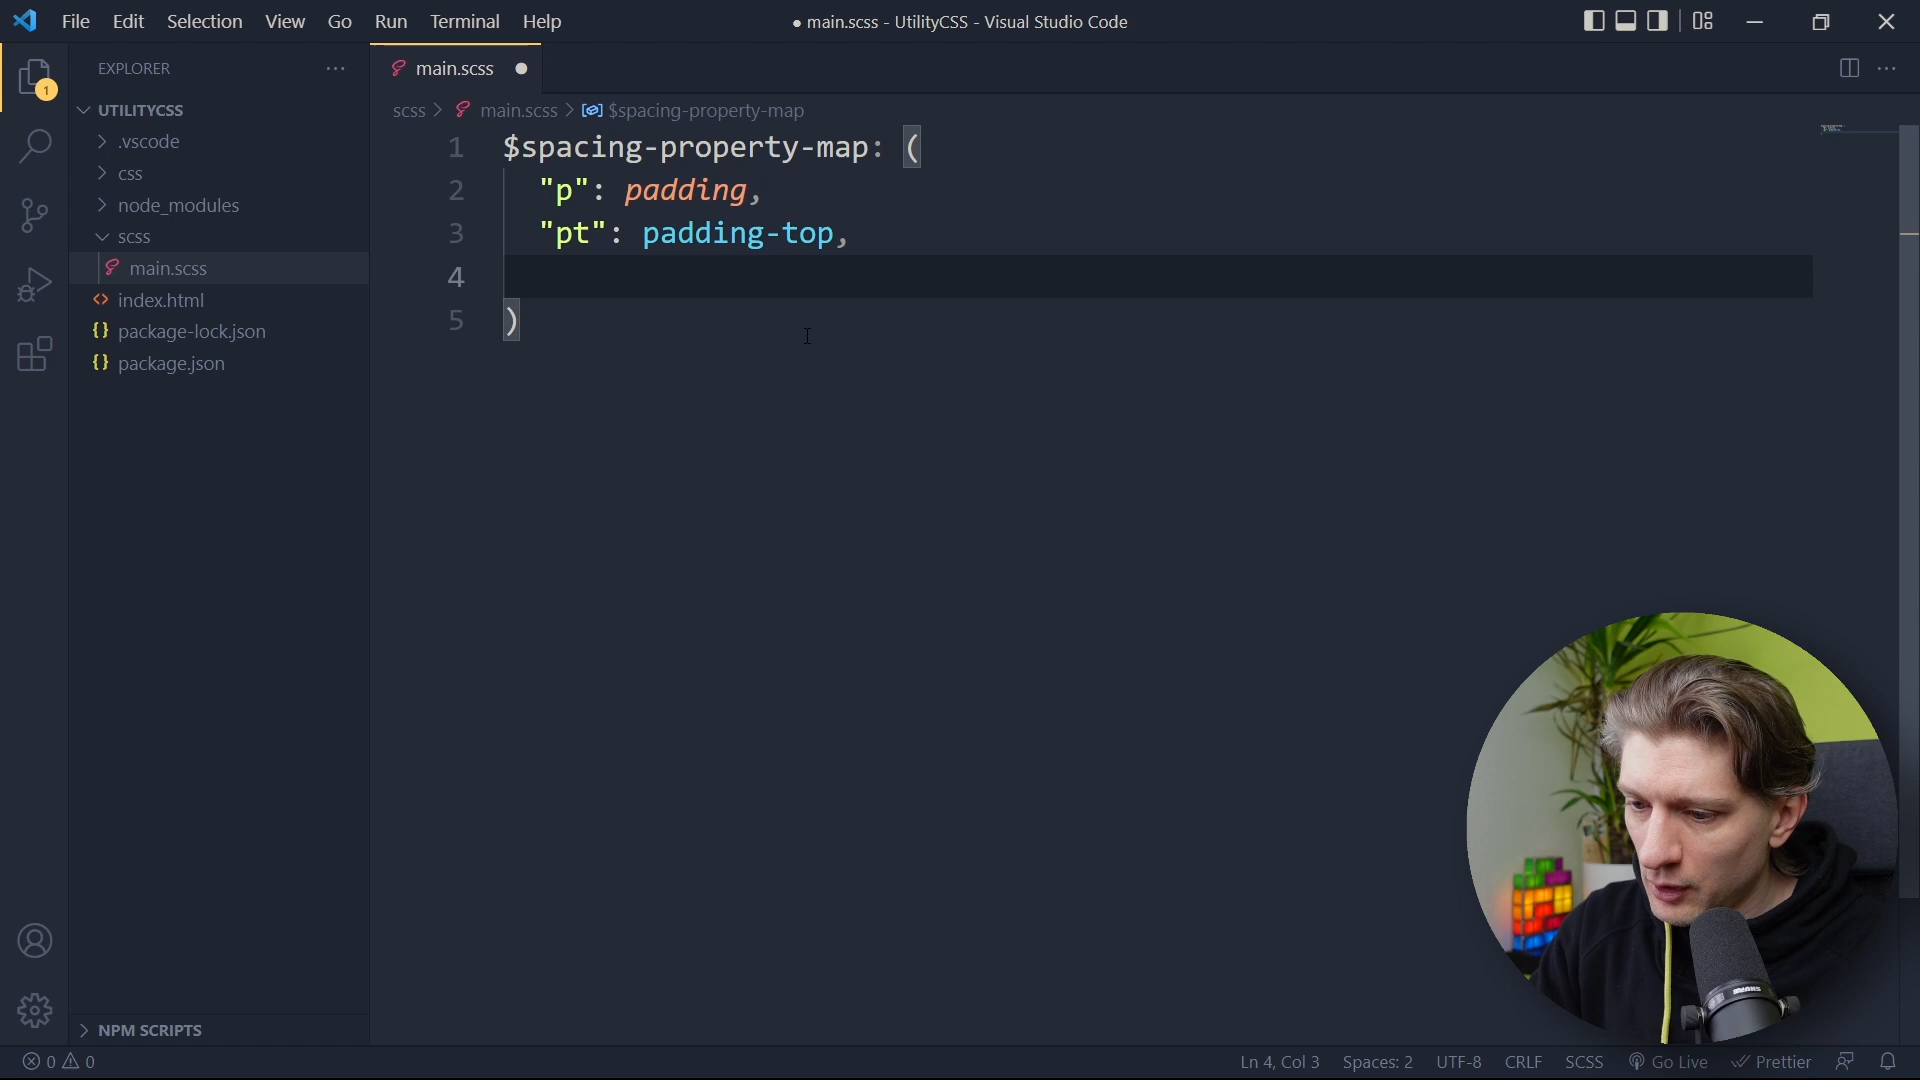 File Edit Selection View Go Run Terminal Help
● main.scss - UtilityCSS - Visual Studio Code
EXPLORER
main.scss
1
UTILITYCSS
scss > main.scss > $spacing-property-map
.vscode
css
node_modules
scss
main.scss
index.html
package-lock.json
package.json
1 $spacing-property-map: (
2 "p": padding,
3 "pt": padding-top,
4
5 )
SHURE
NPM SCRIPTS
0 0
Ln 4, Col 3 Spaces: 2 UTF-8 CRLF SCSS Go Live Prettier